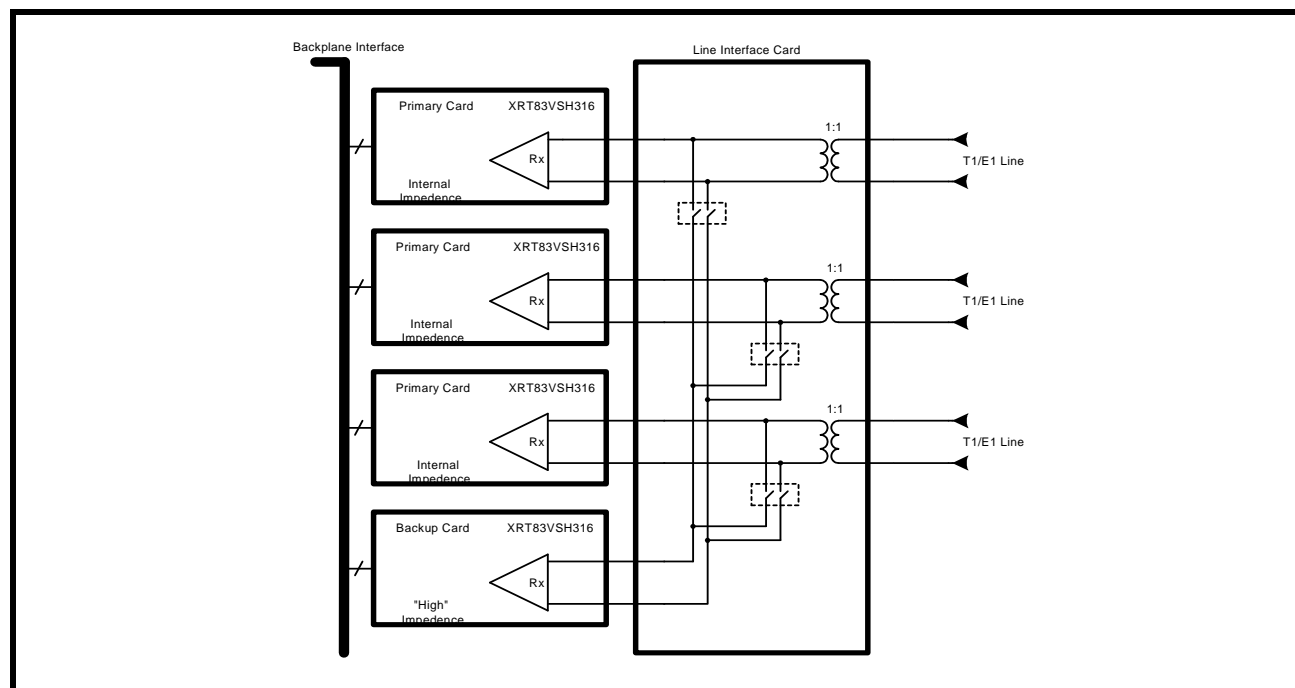 Backplane Interface
Line Interface Card
Primary Card XRT83VSH316
1:1
Rx
T1/E1 Line
Internal
Impedence
Primary Card XRT83VSH316
1:1
Rx
T1/E1 Line
Internal
Impedence
Primary Card XRT83VSH316
1:1
Rx
T1/E1 Line
Internal
Impedence
Backup Card XRT83VSH316
Rx
"High"
Impedence